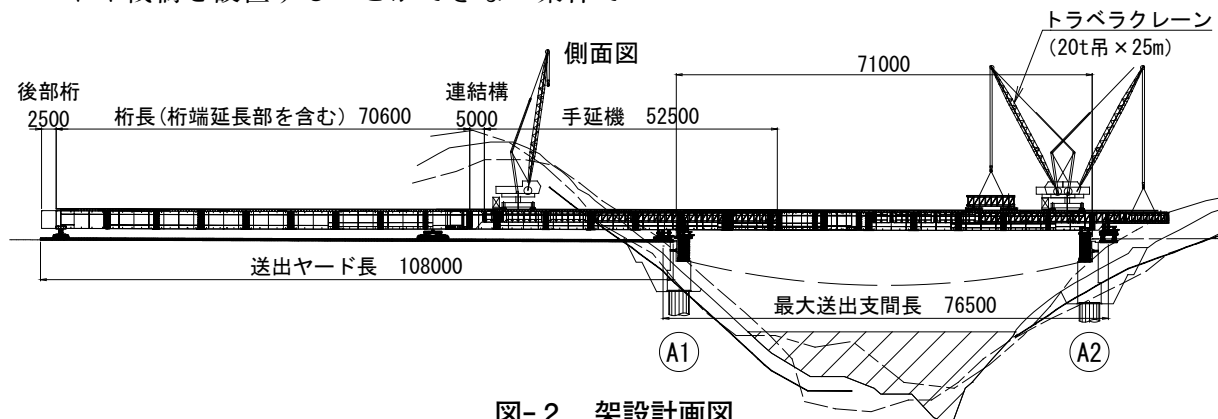 トラベラクレーン
(20t吊×25m)
側面図
71000
後部桁
連結構
2500
桁長(桁端延長部を含む) 70600
5000
手延機 52500
送出ヤード長 108000
最大送出支間長 76500
A1
A2
図-2 架設計画図